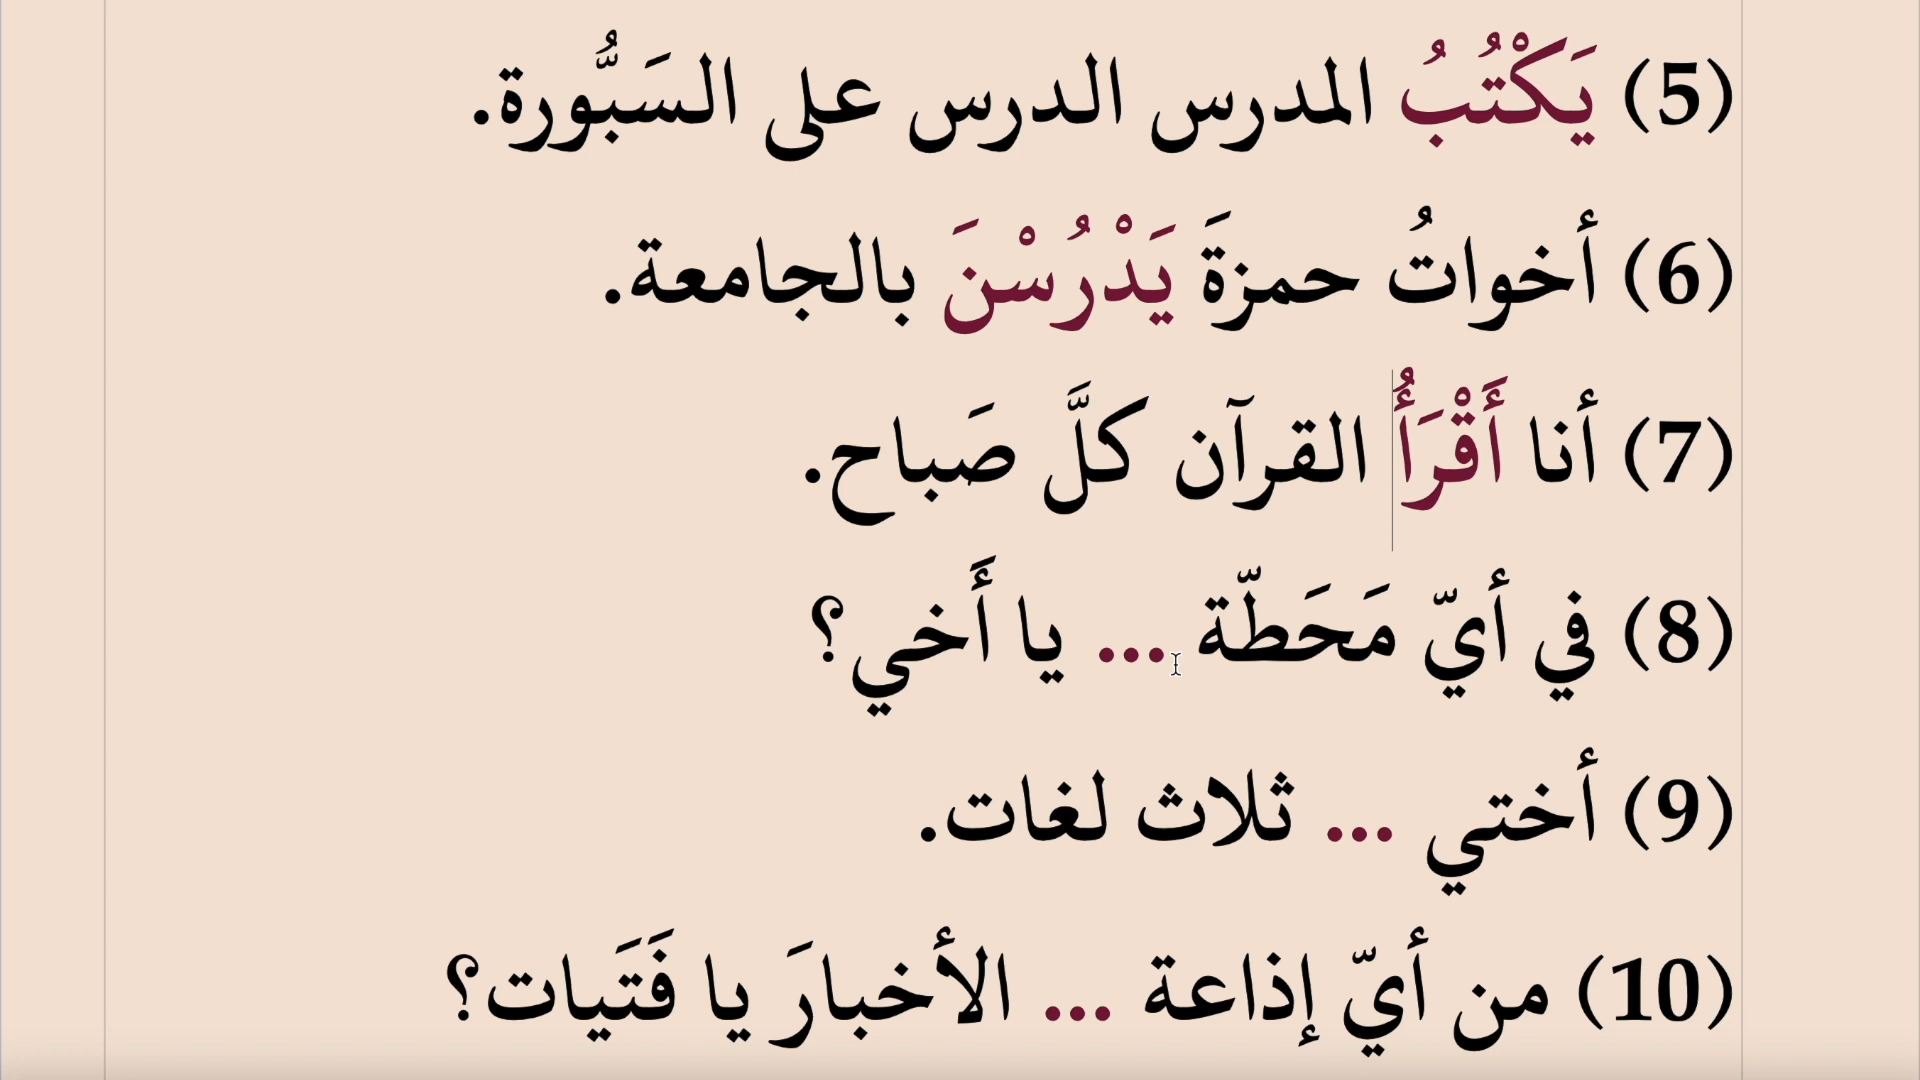 (5) يَكْتُبُ المدرس الدرس على السَبُّورة.
(6) أخواتُ حمزةَ يَدْرُسْنَ بالجامعة.
(7) أنا أَقْرَأُ القرآن كلَّ صَباح.
(8) في أيّ مَحَطّة ... يا أَخي؟
(9) أختي ... ثلاث لغات.
(10) من أيّ إذاعة ... الأخبارَ يا فَتَيات؟